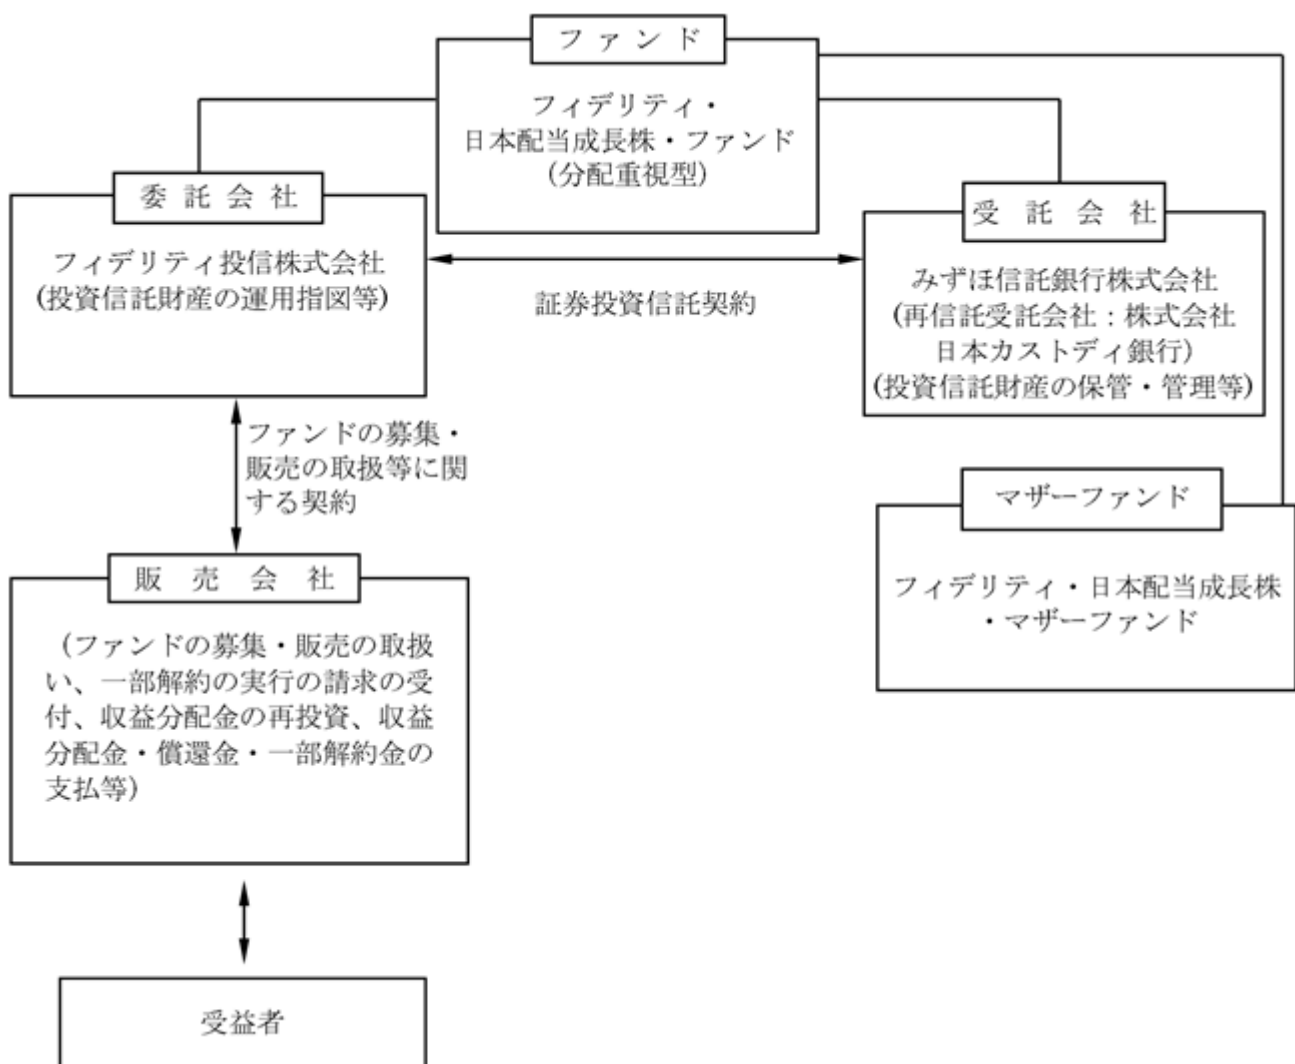 ファンド
フィデリティ・
日本配当成長株・ファンド
(分配重視型)
委託会社
フィデリティ投信株式会社
(投資信託財産の運用指図等)
証券投資信託契約
受託会社
みずほ信託銀行株式会社
(再信託受託会社：株式会社
日本カストディ銀行)
(投資信託財産の保管・管理等)
ファンドの募集・
販売の取扱等に関
する契約
マザーファンド
フィデリティ・日本配当成長株
・マザーファンド
販売会社
(ファンドの募集・販売の取扱
い、一部解約の実行の請求の受
付、収益分配金の再投資、収益
分配金・償還金・一部解約金の
支払等)
受益者